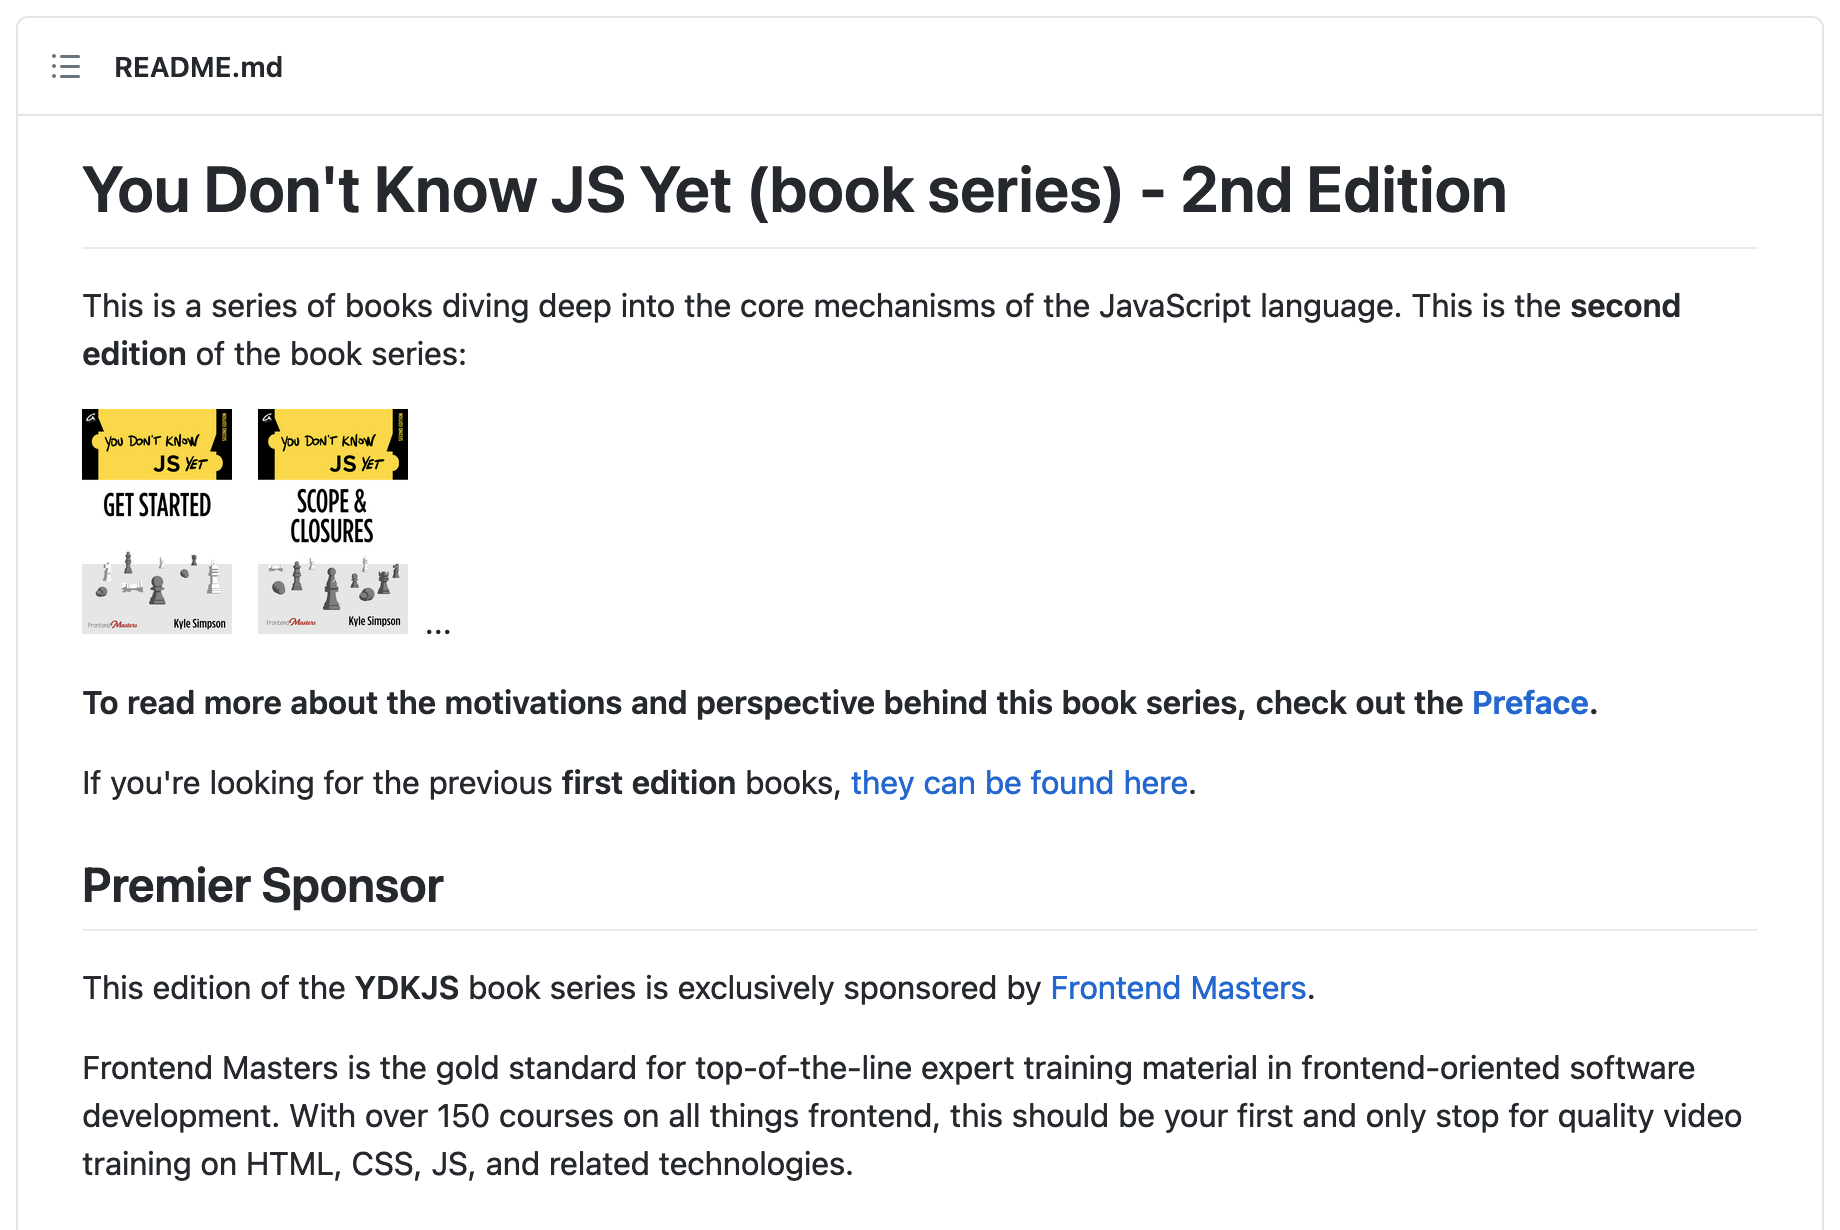 README.md
You Don't Know JS Yet (book series) - 2nd Edition
This is a series of books diving deep into the core mechanisms of the JavaScript language. This is the second
edition of the book series:
YOU DON'T KNOW
JS YET
SECOND EDITION
GET STARTED
Frontend Masters
Kyle Simpson
YOU DON'T KNOW
JS YET
SECOND EDITION
SCOPE &
CLOSURES
Frontend Masters
Kyle Simpson
...
To read more about the motivations and perspective behind this book series, check out the Preface.
If you're looking for the previous first edition books, they can be found here.
Premier Sponsor
This edition of the YDKJS book series is exclusively sponsored by Frontend Masters.
Frontend Masters is the gold standard for top-of-the-line expert training material in frontend-oriented software
development. With over 150 courses on all things frontend, this should be your first and only stop for quality video
training on HTML, CSS, JS, and related technologies.